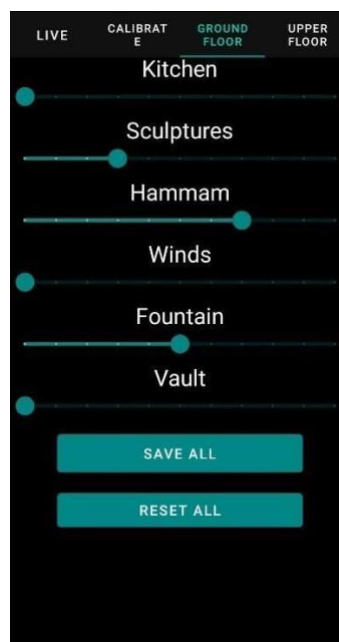 LIVE
CALIBRAT
E
GROUND
FLOOR
UPPER
FLOOR
Kitchen
Sculptures
Hammam
Winds
Fountain
Vault
SAVE ALL
RESET ALL